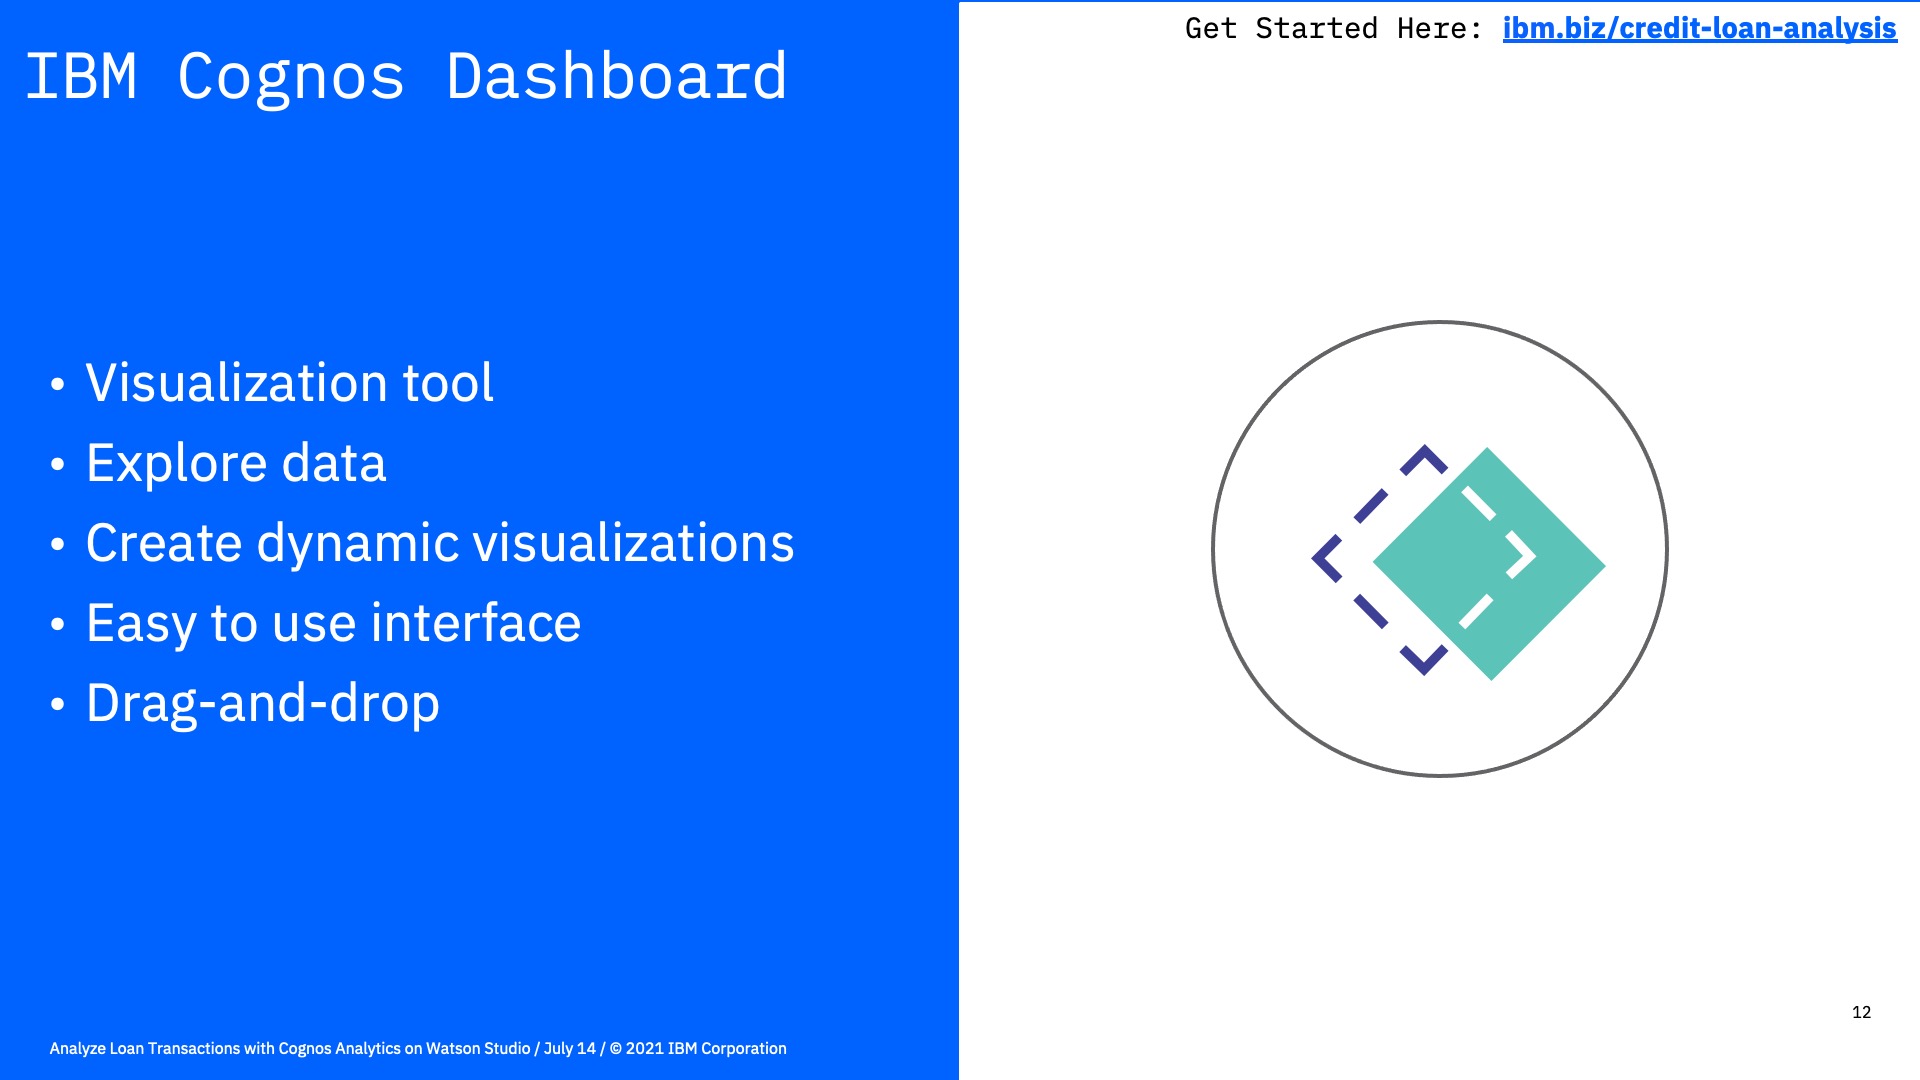 Get Started Here: ibm.biz/credit-loan-analysis
IBM Cognos Dashboard
• Visualization tool
• Explore data
• Create dynamic visualizations
• Easy to use interface
• Drag-and-drop
12
Analyze Loan Transactions with Cognos Analytics on Watson Studio / July 14 / © 2021 IBM Corporation